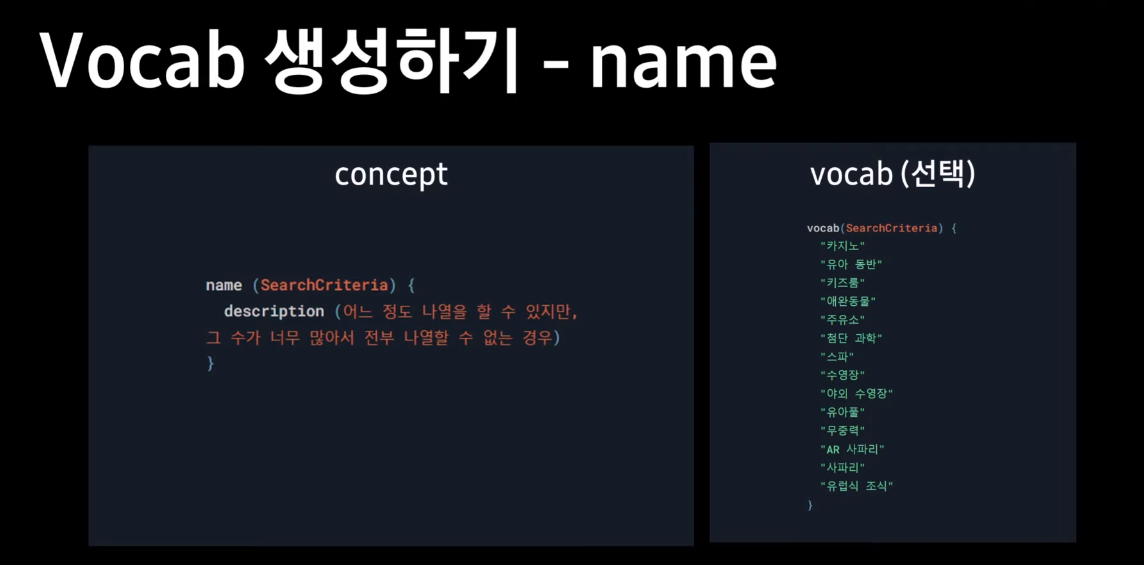 Vocab 생성하기 - name
concept
name (SearchCriteria) {
description (어느 정도 나열을 할 수 있지만,
그 수가 너무 많아서 전부 나열할 수 없는 경우)
}
vocab (선택)
vocab(SearchCriteria) {
"카지노"
"유아 동반"
"키즈룸"
"애완동물"
"주유소"
"첨단 과학"
"스파"
"수영장"
"야외 수영장"
"유아풀"
"무중력"
"AR 사파리"
"사파리"
"유럽식 조식"
}